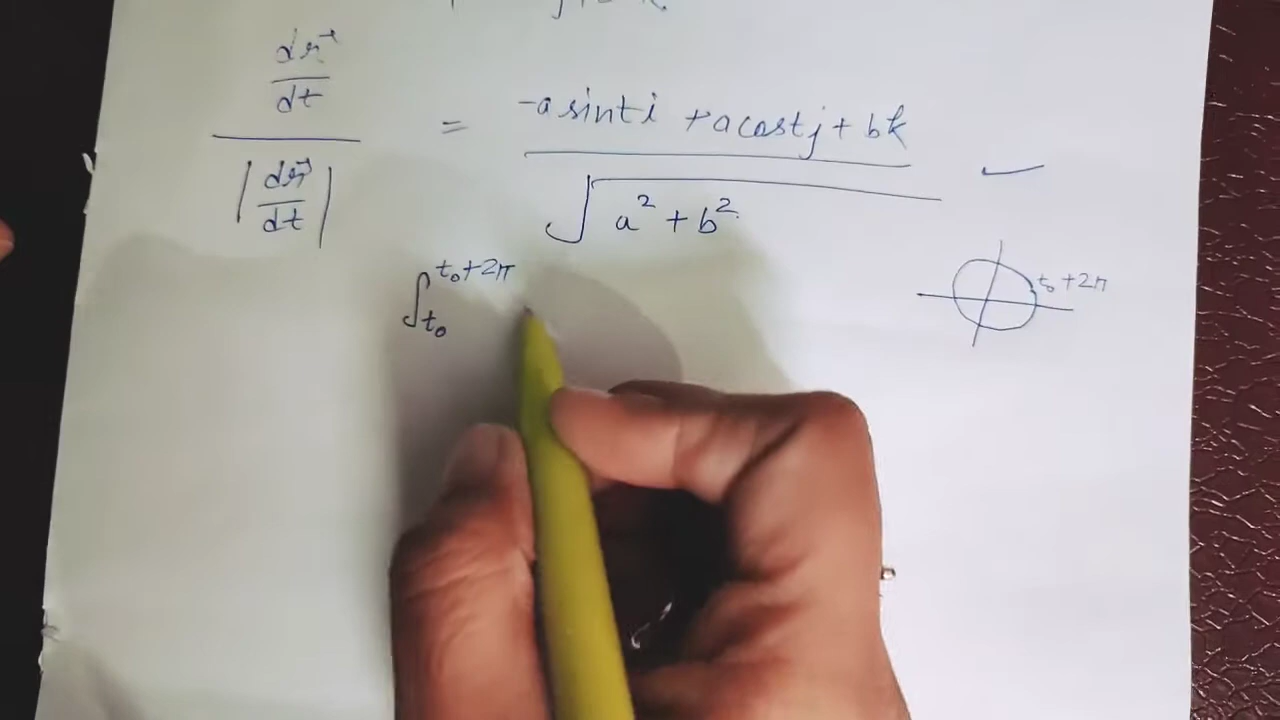 dr⃗
dt
|dr⃗
dt|
= -a sint i + a cost j + bk
√a² + b²
∫t₀ t₀+2π
t₀+2π